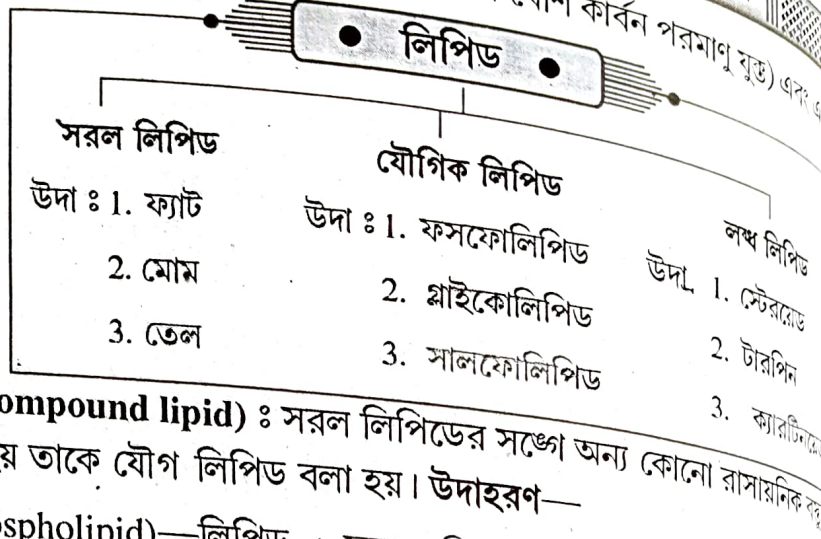 কার্বন পরমাণু যুক্ত) এবং
লিপিড
সরল লিপিড
উদা ঃ 1. ফ্যাট
2. মোম
3. তেল
যৌগিক লিপিড
উদা ঃ 1. ফসফোলিপিড
2. গ্লাইকোলিপিড
3. সালফোলিপিড
লব্ধ লিপিড
উদা. 1. স্টেরয়েড
2. টারপিন
3.
ompound lipid) ঃ সরল লিপিডের সঙ্গে অন্য কোনো রাসায়নিক
য় তাকে যৌগ লিপিড বলা হয়। উদাহরণ—
ospholipid)—লিপিড